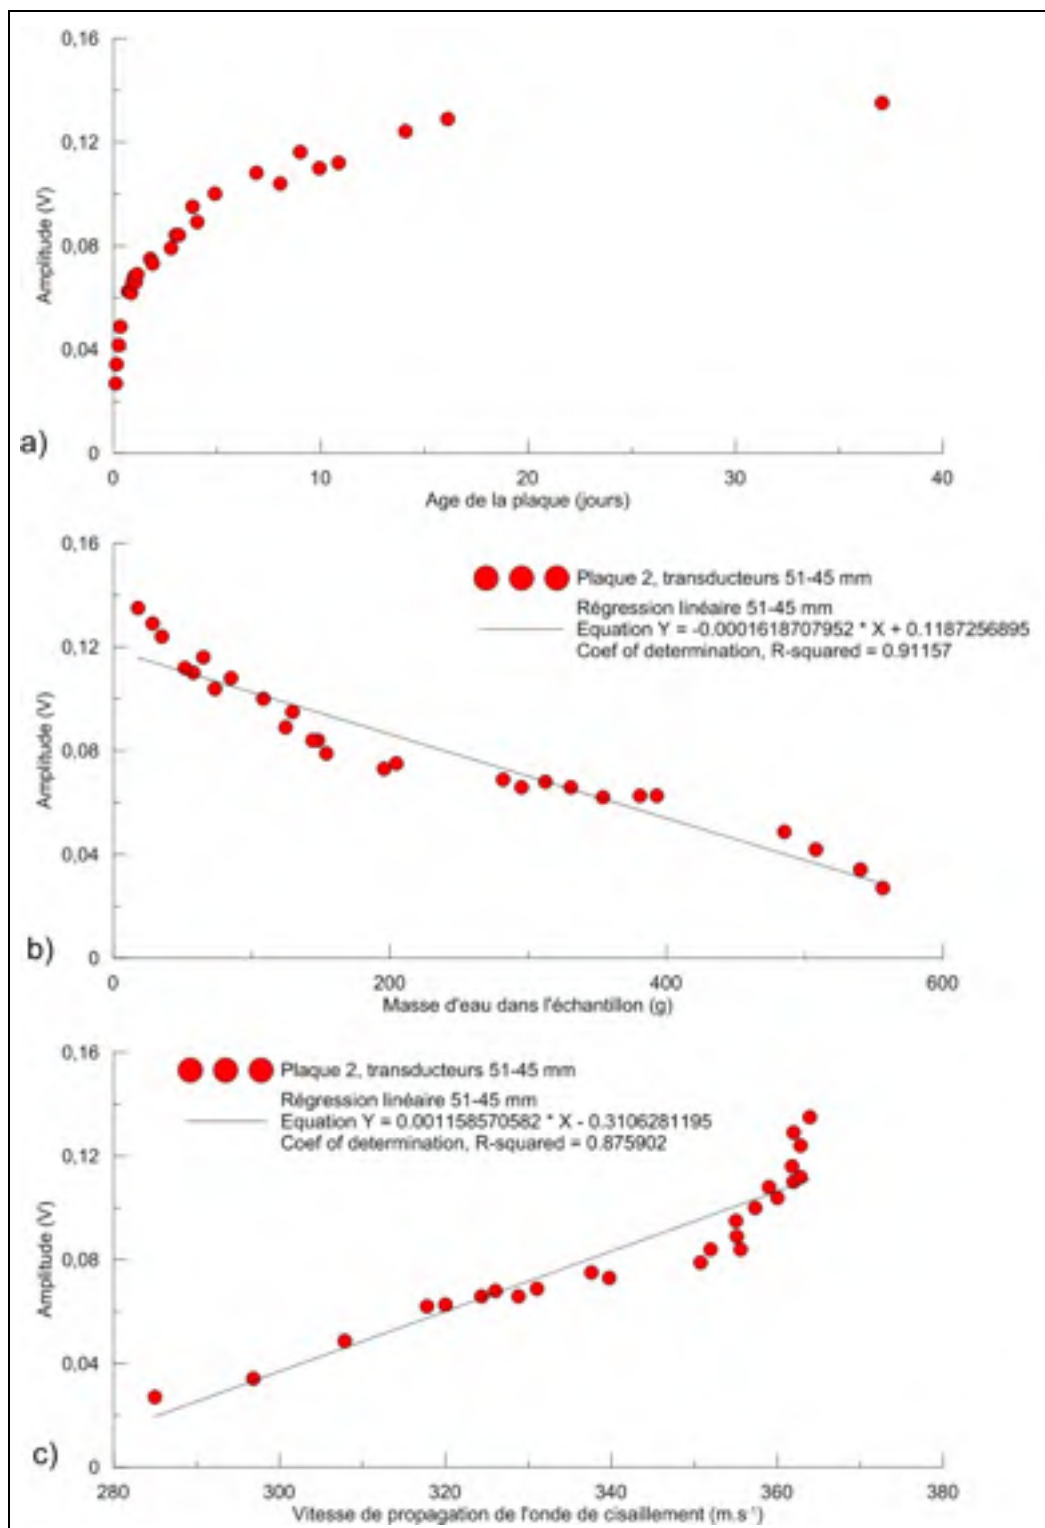 0,16
0,12
0,08
0,04
0
Amplitude (V)
a)
0 10 20 30 40
Age de la plaque (jours)
0,16
0,12
0,08
0,04
0
Amplitude (V)
Plaque 2, transducteurs 51-45 mm
Régression linéaire 51-45 mm
Equation Y = -0.0001618707952 * X + 0.1187256895
Coef of determination, R-squared = 0.91157
b)
0 200 400 600
Masse d'eau dans l'échantillon (g)
0,16
0,12
0,08
0,04
0
Amplitude (V)
Plaque 2, transducteurs 51-45 mm
Régression linéaire 51-45 mm
Equation Y = 0.001158570582 * X - 0.3106281195
Coef of determination, R-squared = 0.875902
c)
280 300 320 340 360 380
Vitesse de propagation de l'onde de cisaillement (m.s⁻¹)